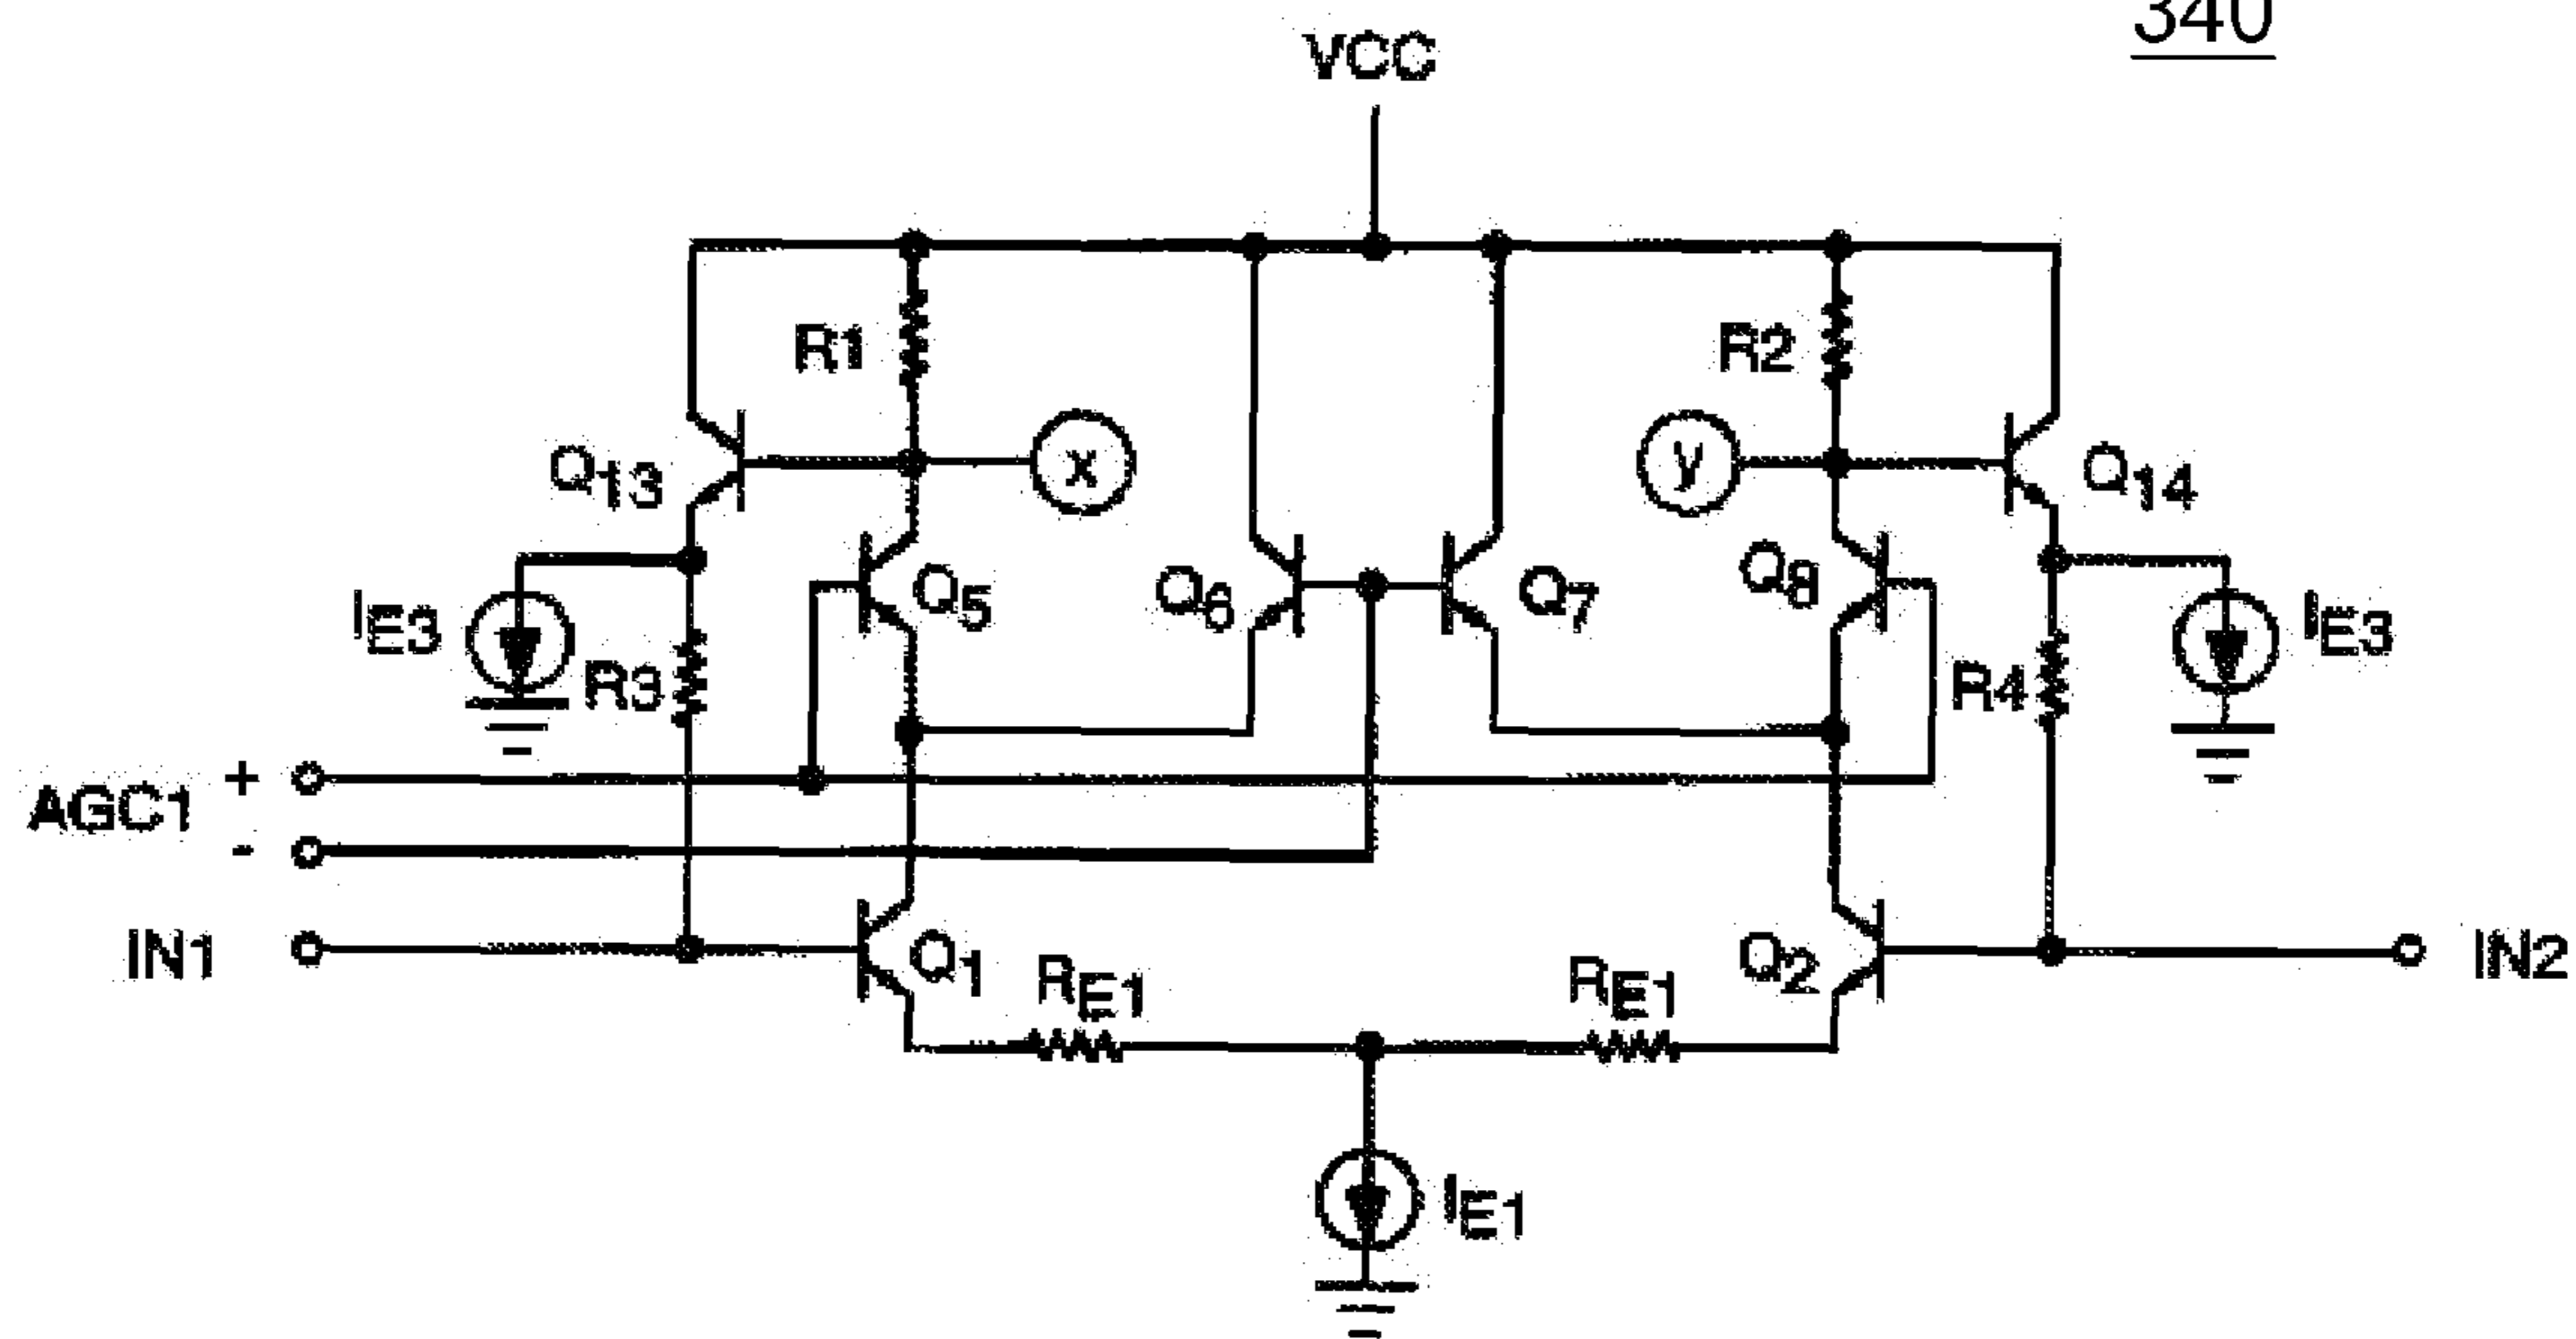 340
VCC
R1
R2
Q13
x
y
Q14
IE3
Q5
Q6
Q7
Q8
IE3
R3
R4
AGC1
+
-
IN1
Q1
RE1
RE1
Q2
IN2
IE1